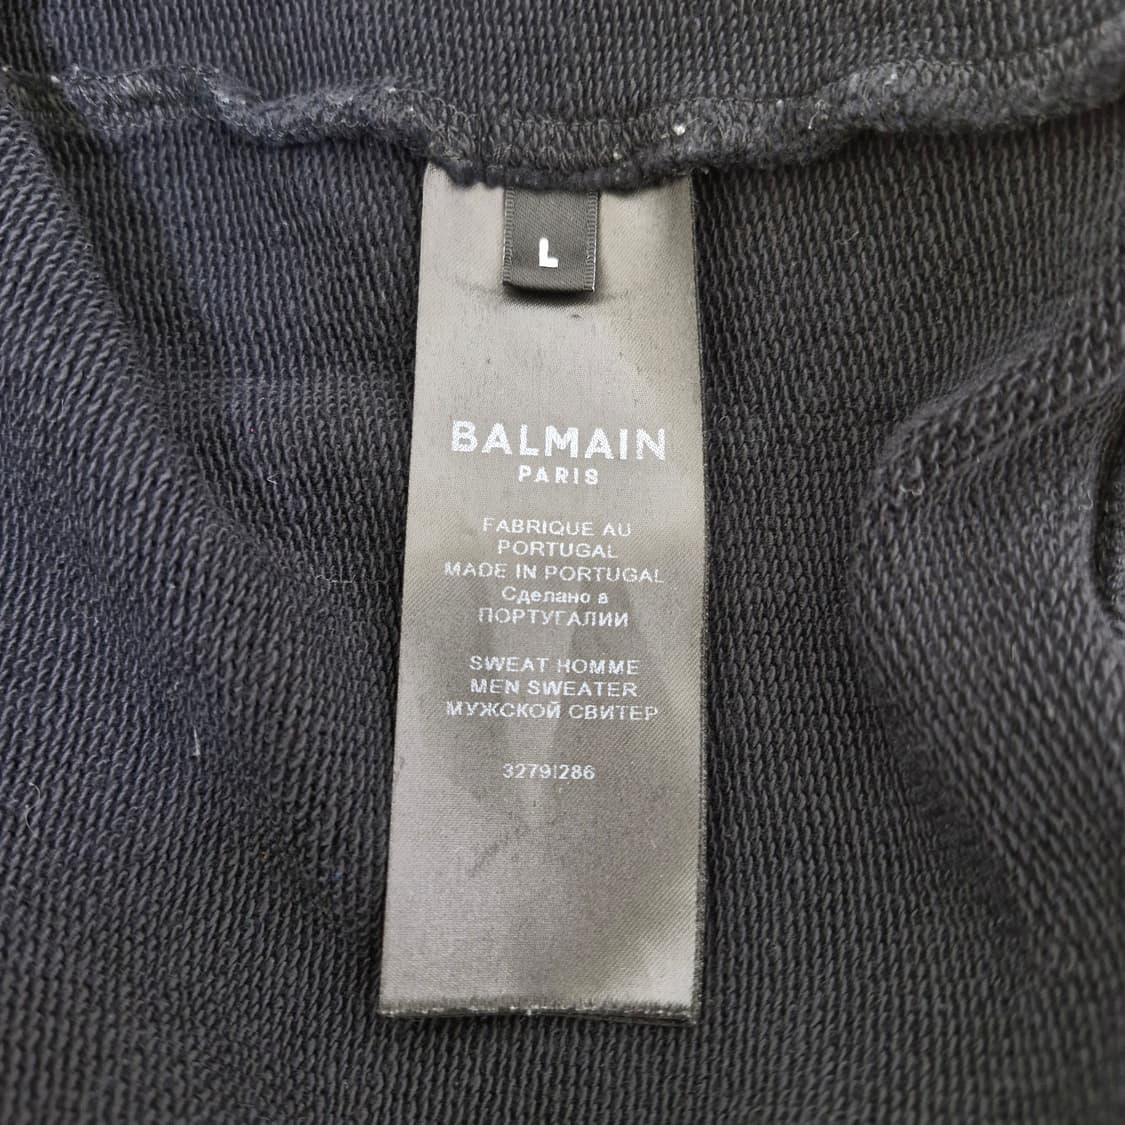 L
BALMAIN
PARIS
FABRIQUE AU
PORTUGAL
MADE IN PORTUGAL
Сделано в
ПОРТУГАЛИИ
SWEAT HOMME
MEN SWEATER
МУЖСКОЙ СВИТЕР
3279I286